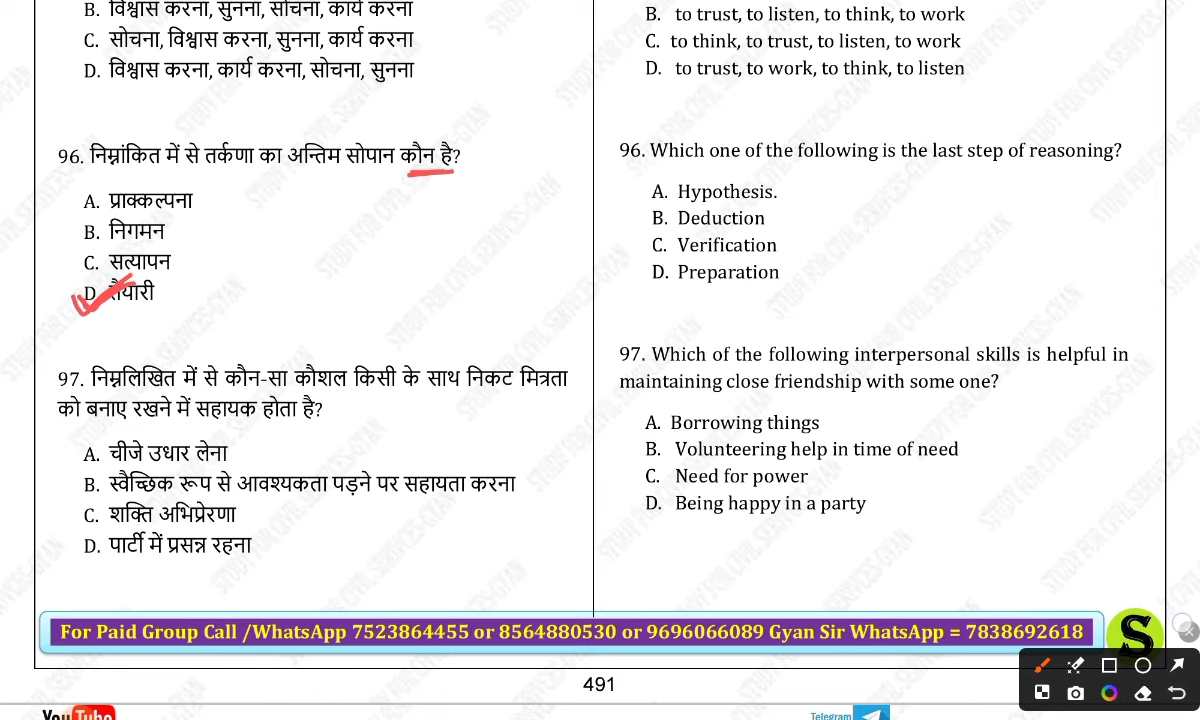 B. विश्वास करना, सुनना, सोचना, कार्य करना
C. सोचना, विश्वास करना, सुनना, कार्य करना
D. विश्वास करना, कार्य करना, सोचना, सुनना
96. निम्नांकित में से तर्कणा का अन्तिम सोपान कौन है?
A. प्राक्कल्पना
B. निगमन
C. सत्यापन
D. तैयारी
97. निम्नलिखित में से कौन-सा कौशल किसी के साथ निकट मित्रता
को बनाए रखने में सहायक होता है?
A. चीजे उधार लेना
B. स्वैच्छिक रूप से आवश्यकता पड़ने पर सहायता करना
C. शक्ति अभिप्रेरणा
D. पार्टी में प्रसन्न रहना
B. to trust, to listen, to think, to work
C. to think, to trust, to listen, to work
D. to trust, to work, to think, to listen
96. Which one of the following is the last step of reasoning?
A. Hypothesis.
B. Deduction
C. Verification
D. Preparation
97. Which of the following interpersonal skills is helpful in
maintaining close friendship with some one?
A. Borrowing things
B. Volunteering help in time of need
C. Need for power
D. Being happy in a party
For Paid Group Call /WhatsApp 7523864455 or 8564880530 or 9696066089 Gyan Sir WhatsApp = 7838692618
S
491
YouTube
Telegram
STUDY FOR CIVIL SERVICES-GYAN